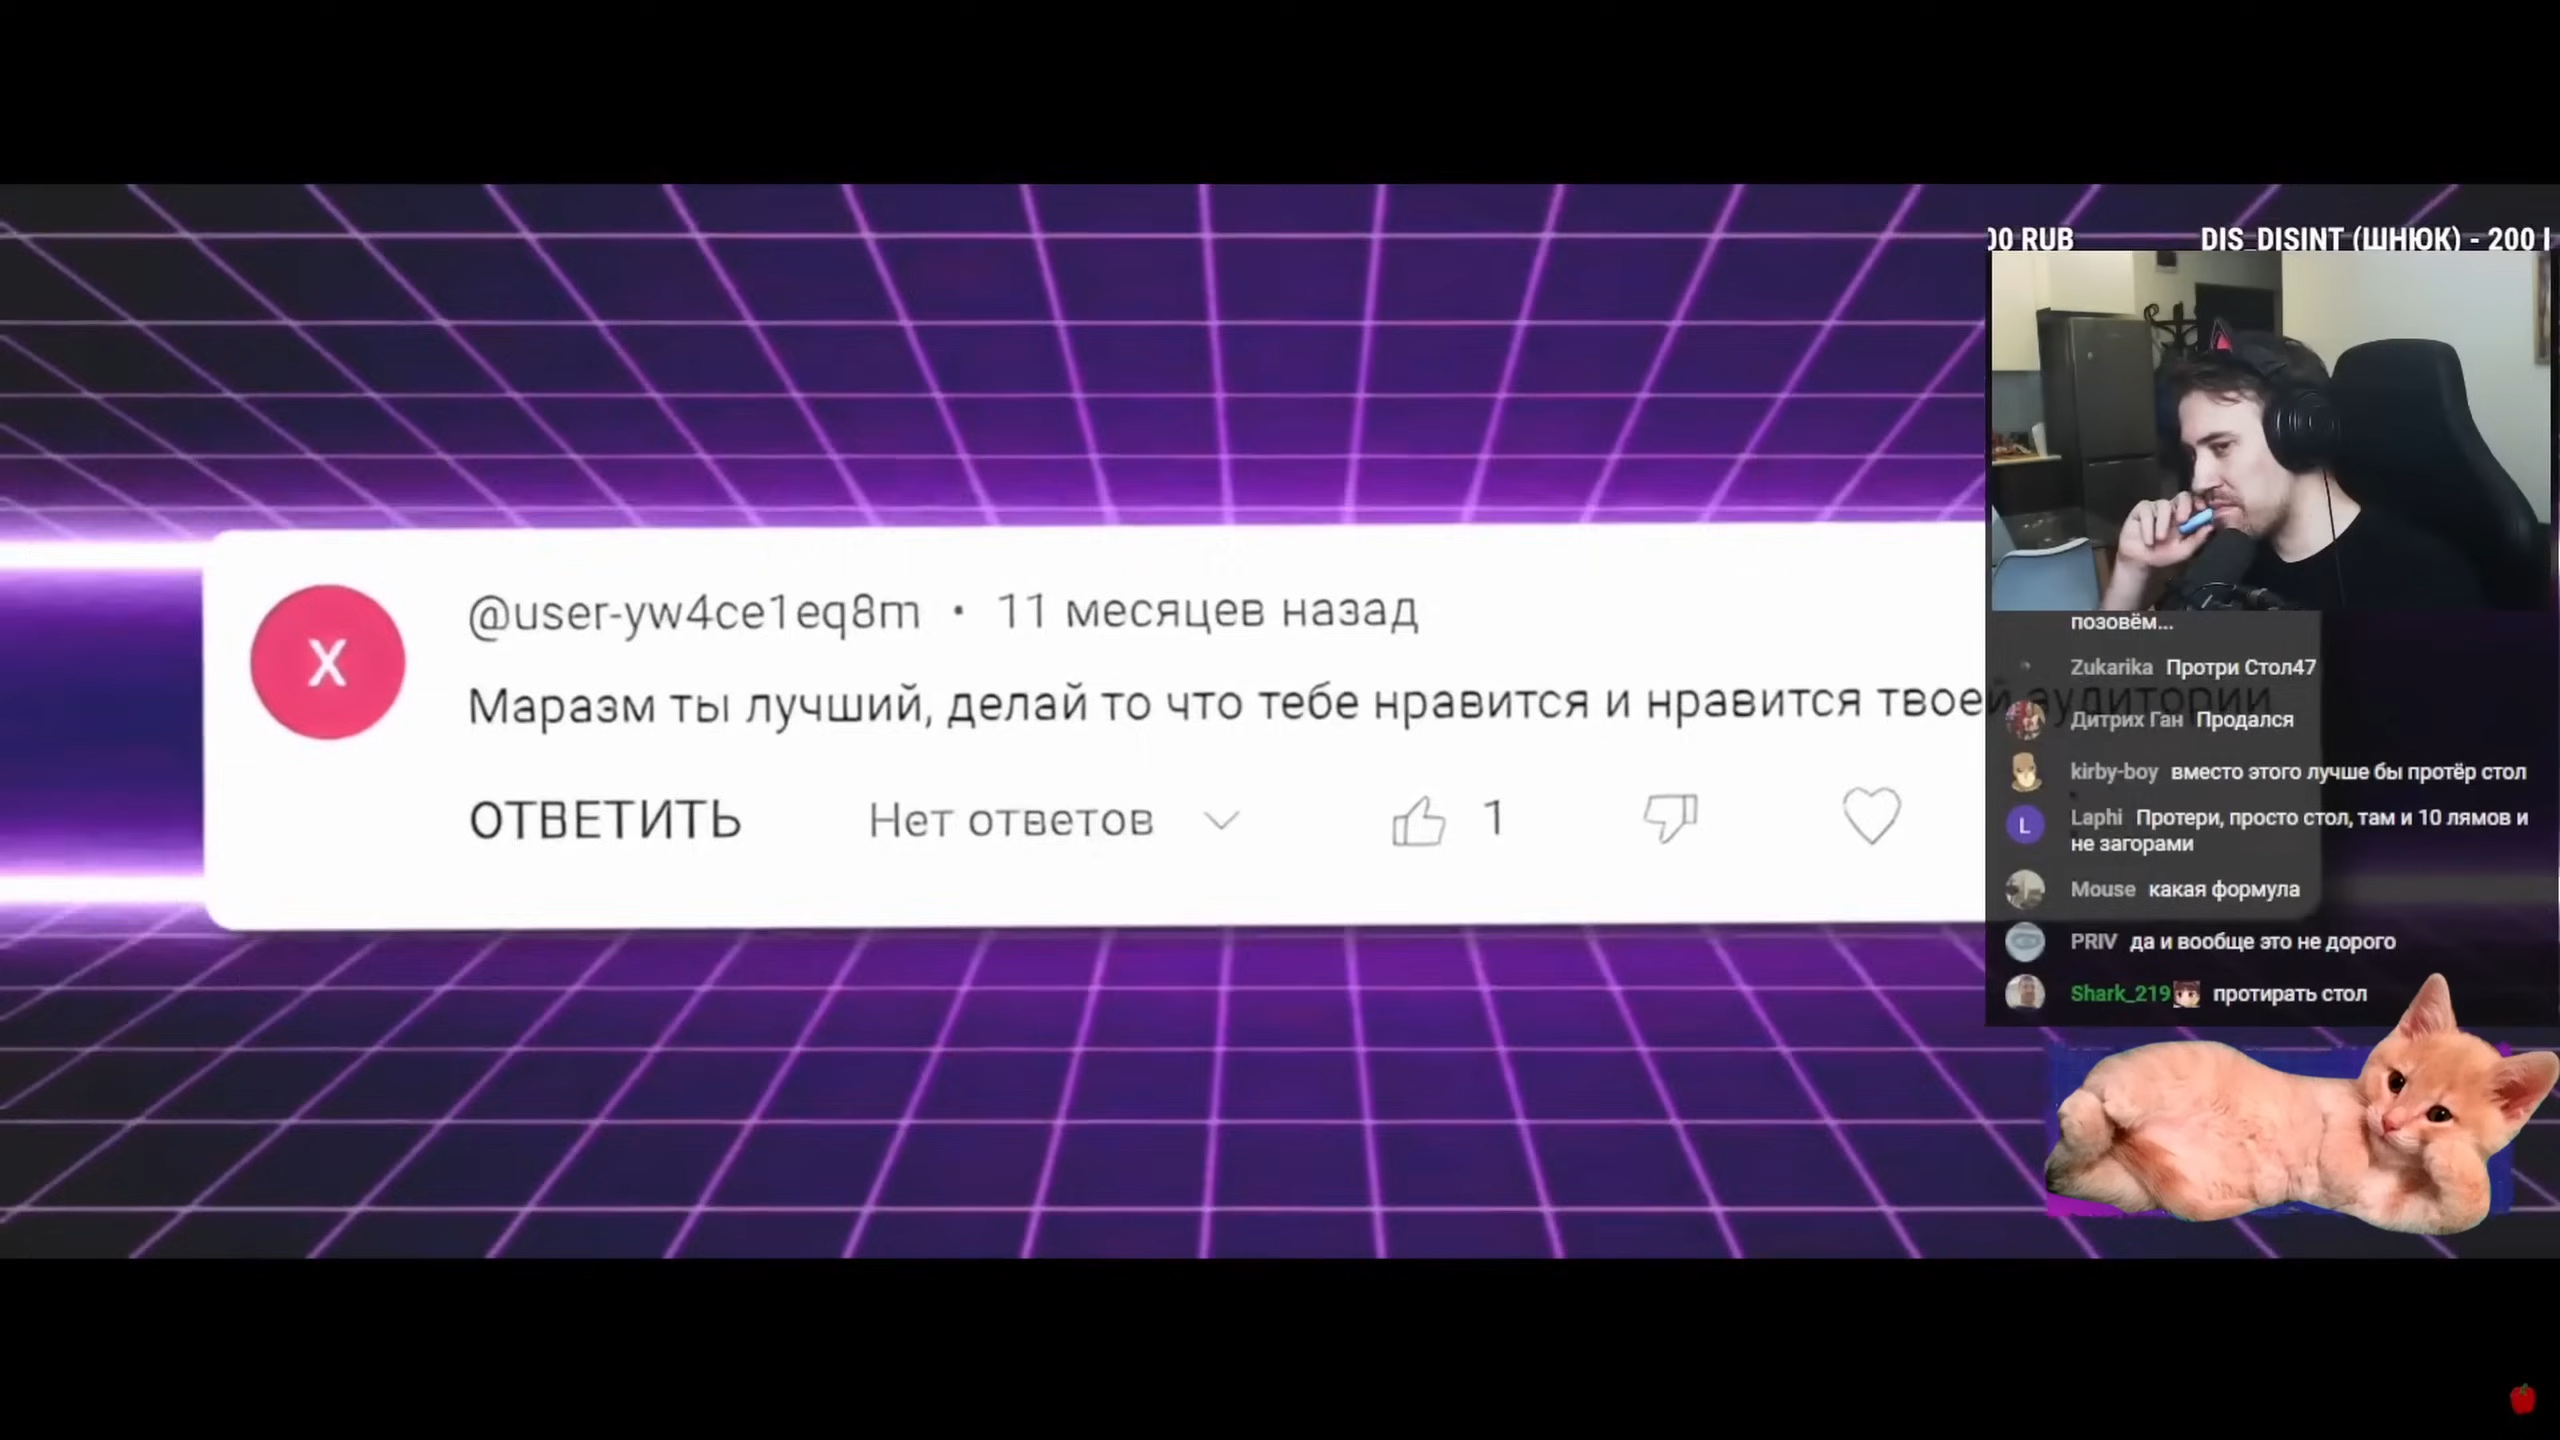 00 RUB DIS_DISINT (ШНЮК) - 200
X
@user-yw4ce1eq8m • 11 месяцев назад
Маразм ты лучший, делай то что тебе нравится и нравится твоей аудитории
ОТВЕТИТЬ Нет ответов 1
позовём...
Zukarika Протри Стол47
Дитрих Ган Продался
kirby-boy вместо этого лучше бы протёр стол
L Laphi Протери, просто стол, там и 10 лямов и
не загорами
Mouse какая формула
PRIV да и вообще это не дорого
Shark_219 протирать стол